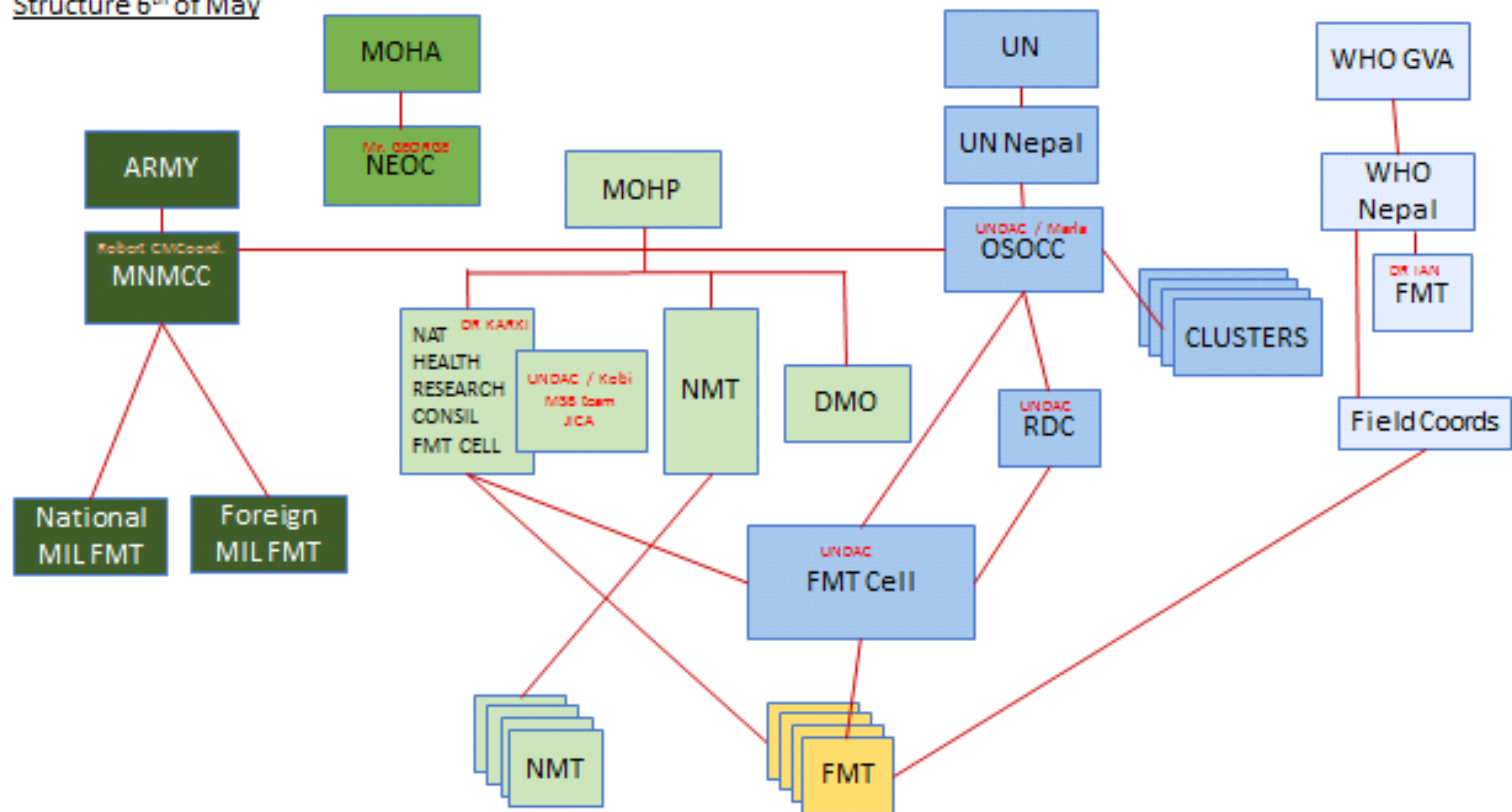 Structure 6th of May
MOHA
Mr. GEORGE
NEOC
ARMY
Robert CMCoord.
MNMCC
National
MIL FMT
Foreign
MIL FMT
MOHP
NAT DR KARKI
HEALTH
RESEARCH
CONSIL
FMT CELL
UNDAC / Kobi
MSB team
JICA
NMT
DMO
NMT
UN
UN Nepal
UNDAC / Marla
OSOCC
CLUSTERS
UNDAC
RDC
UNDAC
FMT Cell
FMT
WHO GVA
WHO
Nepal
DR IAN
FMT
Field Coords